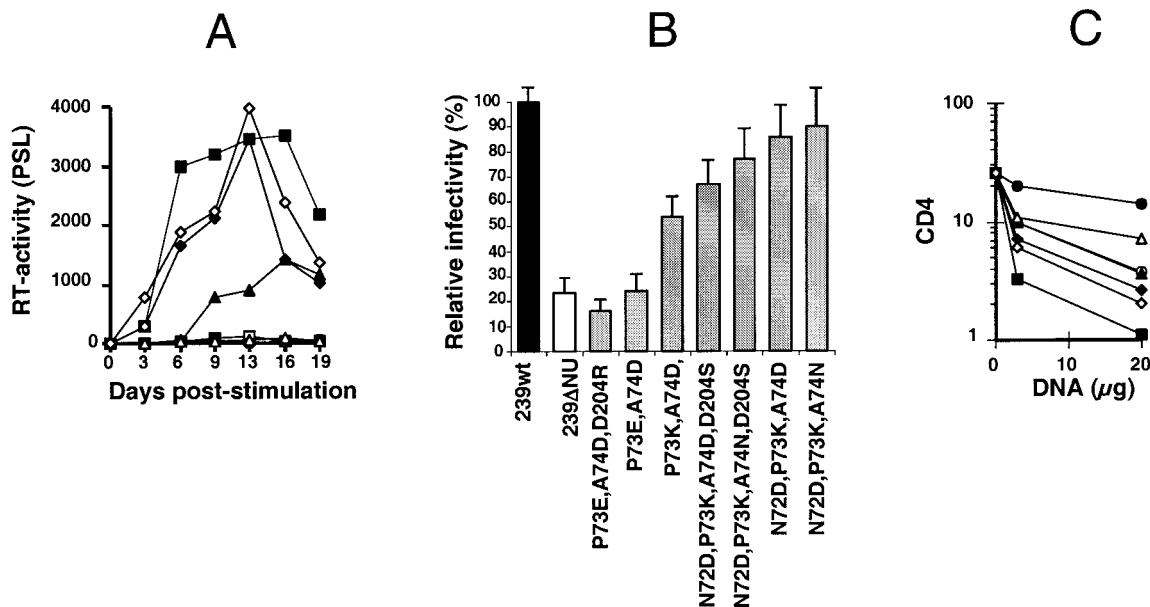 A
B
C
RT-activity (PSL)
4000
3000
2000
1000
0
0 3 6 9 13 16 19
Days post-stimulation
Relative infectivity (%)
100
90
80
70
60
50
40
30
20
10
0
239wt
239ΔNU
P73E,A74D,D204R
P73E,A74D
P73K,A74D,
N72D,P73K,A74D,D204S
N72D,P73K,A74N,D204S
N72D,P73K,A74D
N72D,P73K,A74N
CD4
100
10
1
0 10 20
DNA (µg)